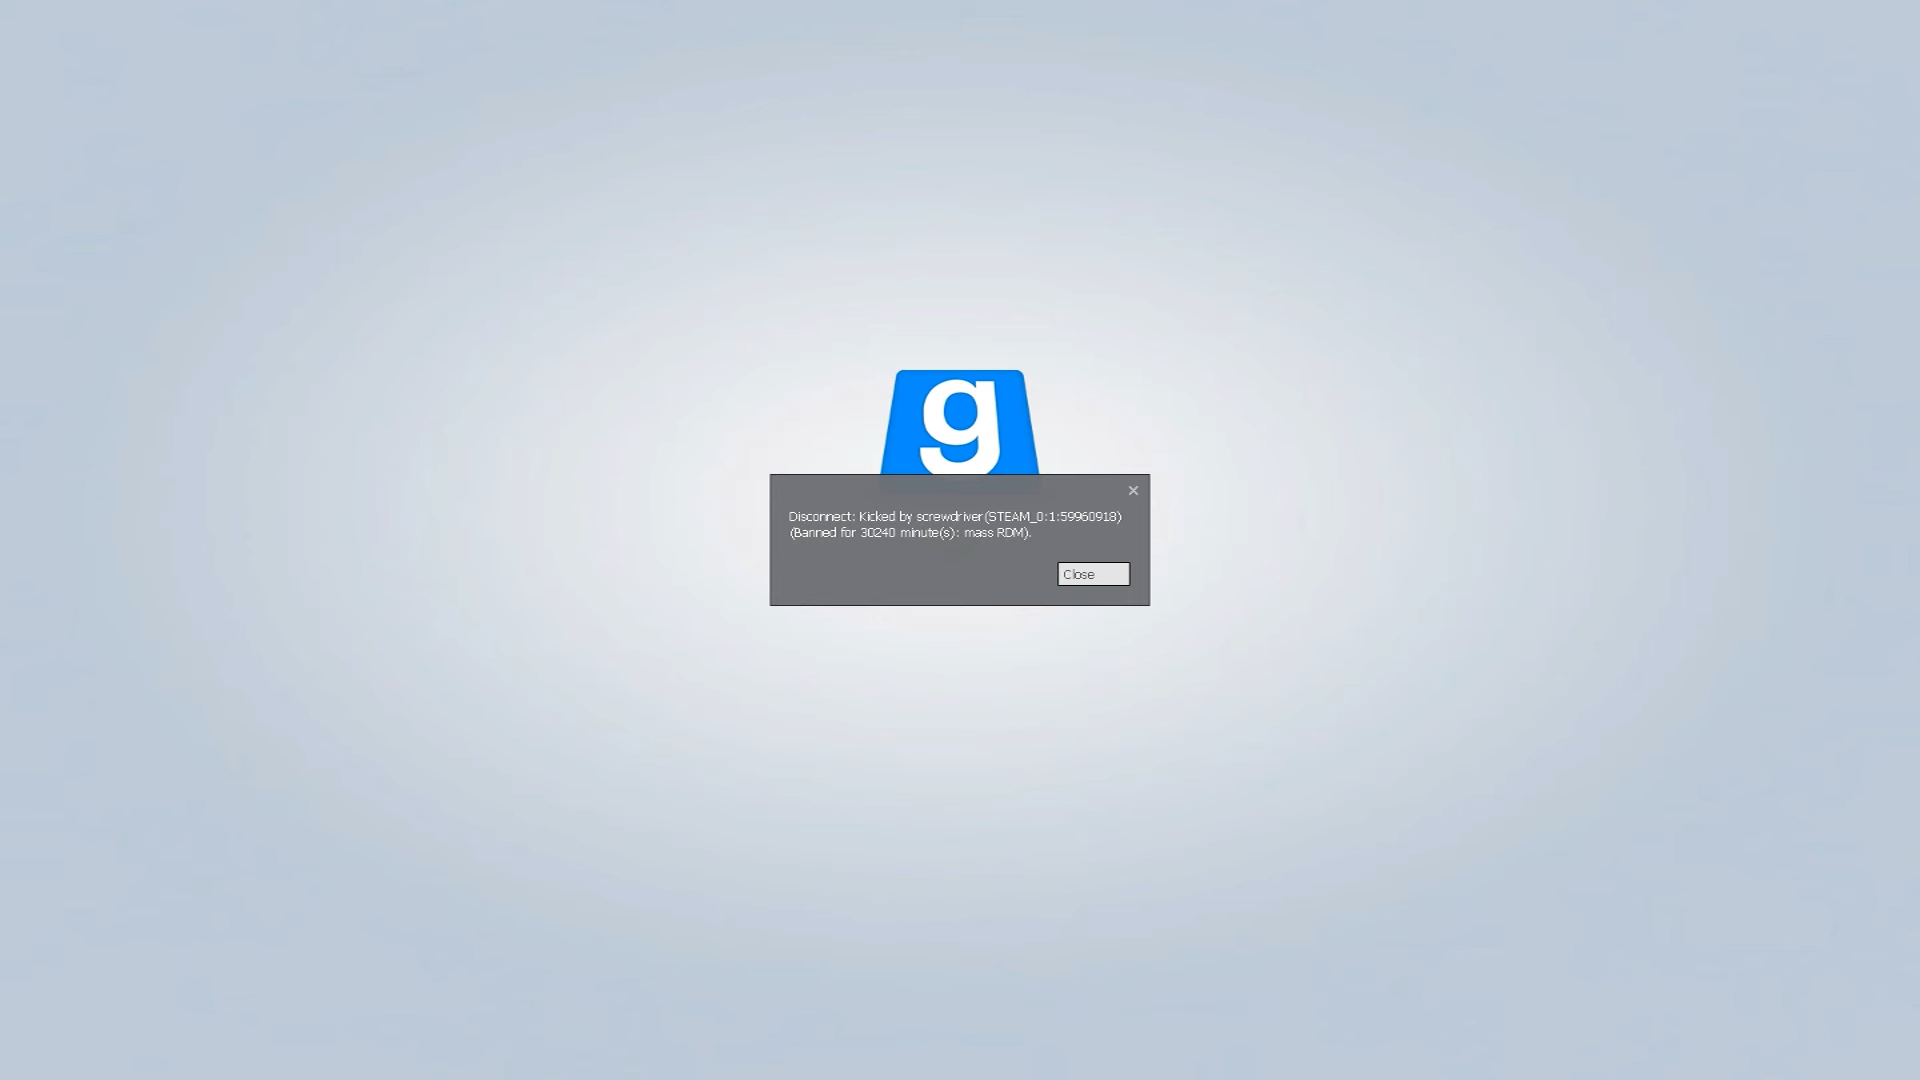 g
Disconnect: Kicked by screwdriver(STEAM_0:1:59960918)
(Banned for 30240 minute(s): mass RDM).
Close